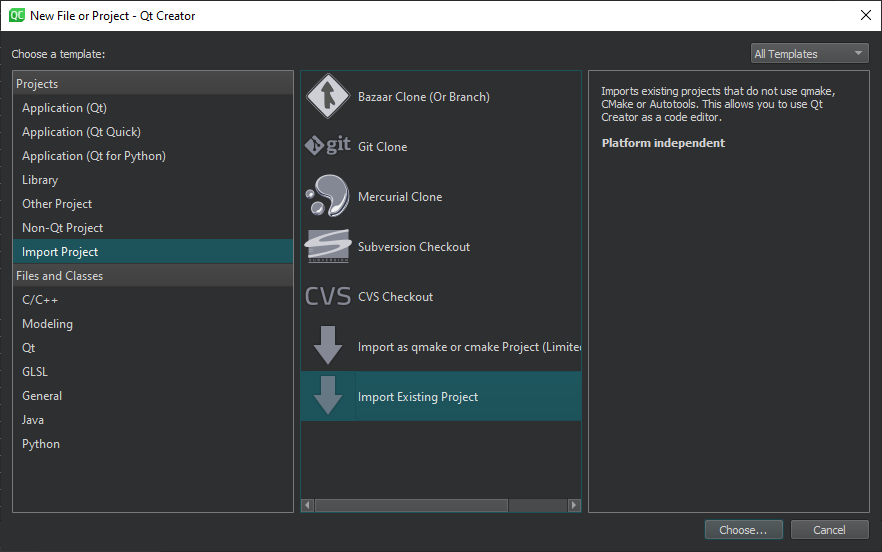 New File or Project - Qt Creator
Choose a template:
All Templates
Projects
Application (Qt)
Application (Qt Quick)
Application (Qt for Python)
Library
Other Project
Non-Qt Project
Import Project
Files and Classes
C/C++
Modeling
Qt
GLSL
General
Java
Python
Bazaar Clone (Or Branch)
git Git Clone
Mercurial Clone
SUBVERSION Subversion Checkout
CVS CVS Checkout
Import as qmake or cmake Project (Limite
Import Existing Project
Imports existing projects that do not use qmake,
CMake or Autotools. This allows you to use Qt
Creator as a code editor.
Platform independent
Choose...
Cancel